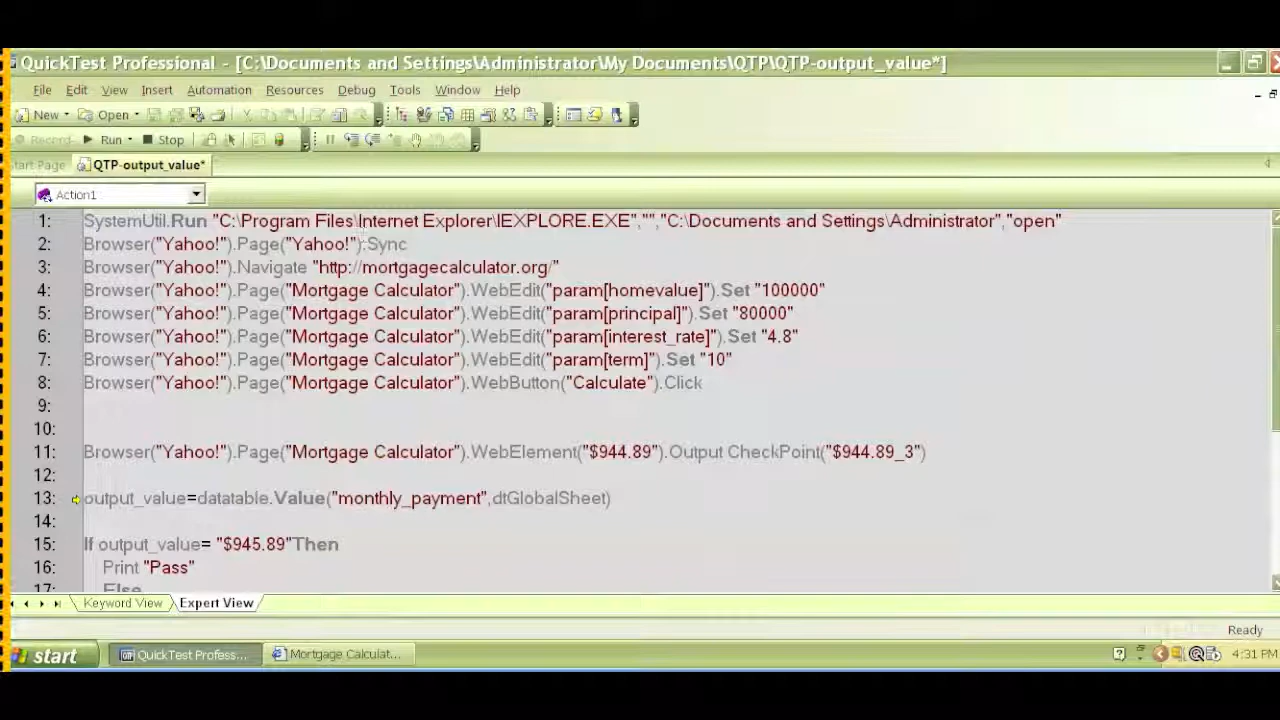 QuickTest Professional - [C:\Documents and Settings\Administrator\My Documents\QTP\QTP-output_value*]
File Edit View Insert Automation Resources Debug Tools Window Help
New Open
Record Run Stop
tart Page QTP-output_value*
Action1
1: SystemUtil.Run "C:\Program Files\Internet Explorer\IEXPLORE.EXE","","C:\Documents and Settings\Administrator","open"
2: Browser("Yahoo!").Page("Yahoo!").Sync
3: Browser("Yahoo!").Navigate "http://mortgagecalculator.org/"
4: Browser("Yahoo!").Page("Mortgage Calculator").WebEdit("param[homevalue]").Set "100000"
5: Browser("Yahoo!").Page("Mortgage Calculator").WebEdit("param[principal]").Set "80000"
6: Browser("Yahoo!").Page("Mortgage Calculator").WebEdit("param[interest_rate]").Set "4.8"
7: Browser("Yahoo!").Page("Mortgage Calculator").WebEdit("param[term]").Set "10"
8: Browser("Yahoo!").Page("Mortgage Calculator").WebButton("Calculate").Click
9:
10:
11: Browser("Yahoo!").Page("Mortgage Calculator").WebElement("$944.89").Output CheckPoint("$944.89_3")
12:
13: output_value=datatable.Value("monthly_payment",dtGlobalSheet)
14:
15: If output_value= "$945.89"Then
16: Print "Pass"
17: Else
Keyword View Expert View
Ready
start QuickTest Profess... Mortgage Calculat... 4:31 PM